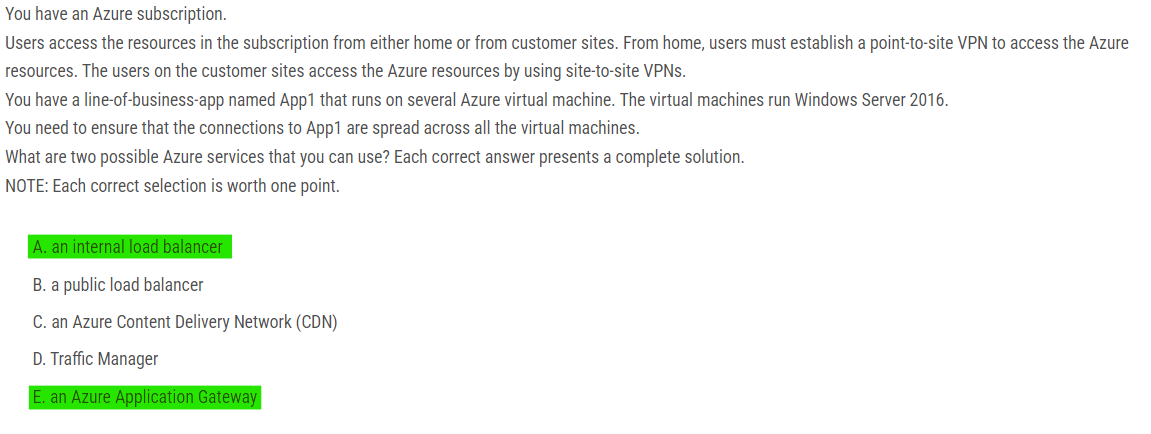 You have an Azure subscription.
Users access the resources in the subscription from either home or from customer sites. From home, users must establish a point-to-site VPN to access the Azure
resources. The users on the customer sites access the Azure resources by using site-to-site VPNs.
You have a line-of-business-app named App1 that runs on several Azure virtual machine. The virtual machines run Windows Server 2016.
You need to ensure that the connections to App1 are spread across all the virtual machines.
What are two possible Azure services that you can use? Each correct answer presents a complete solution.
NOTE: Each correct selection is worth one point.
A. an internal load balancer
B. a public load balancer
C. an Azure Content Delivery Network (CDN)
D. Traffic Manager
E. an Azure Application Gateway